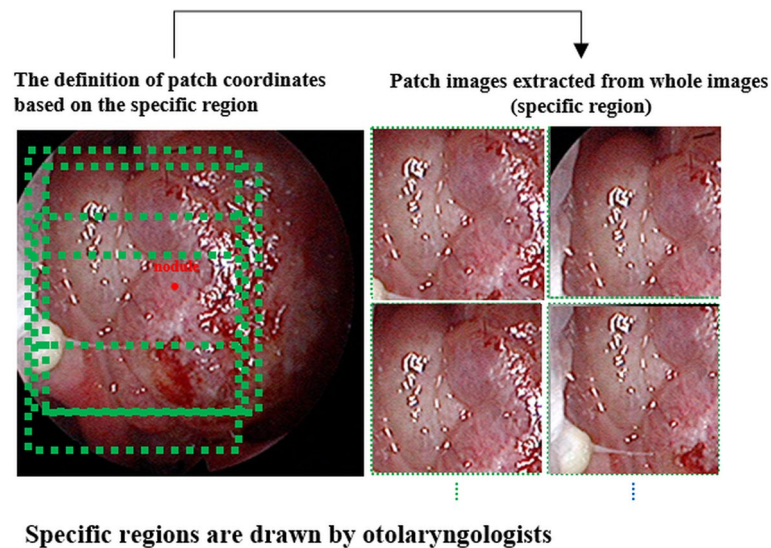 The definition of patch coordinates
based on the specific region
Patch images extracted from whole images
(specific region)
nodule
Specific regions are drawn by otolaryngologists